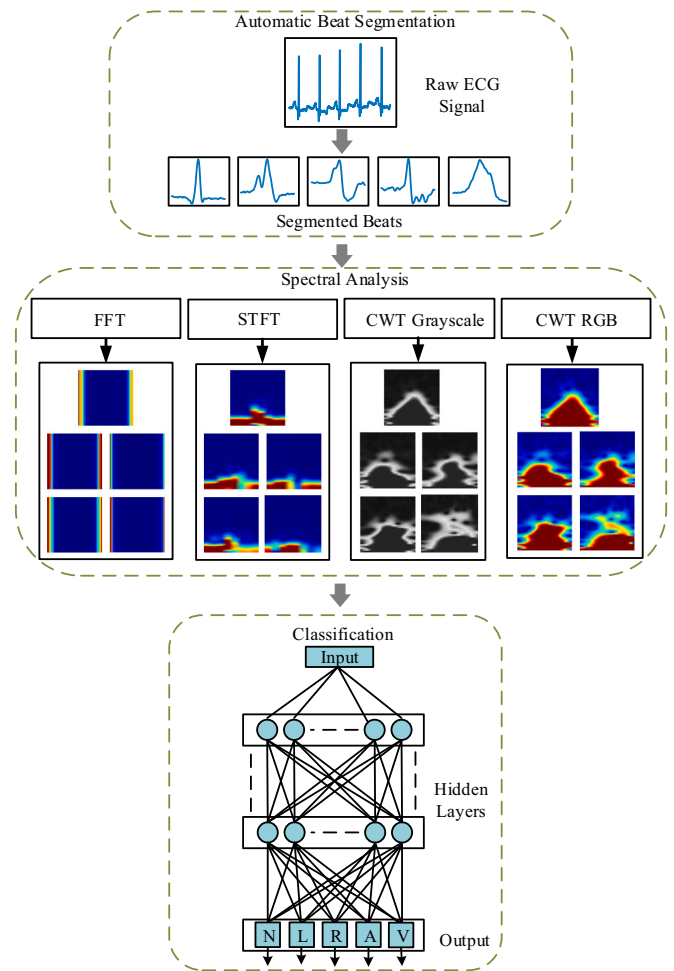 Automatic Beat Segmentation
Raw ECG
Signal
Segmented Beats
Spectral Analysis
FFT
STFT
CWT Grayscale
CWT RGB
Classification
Input
Hidden
Layers
N L R A V
Output